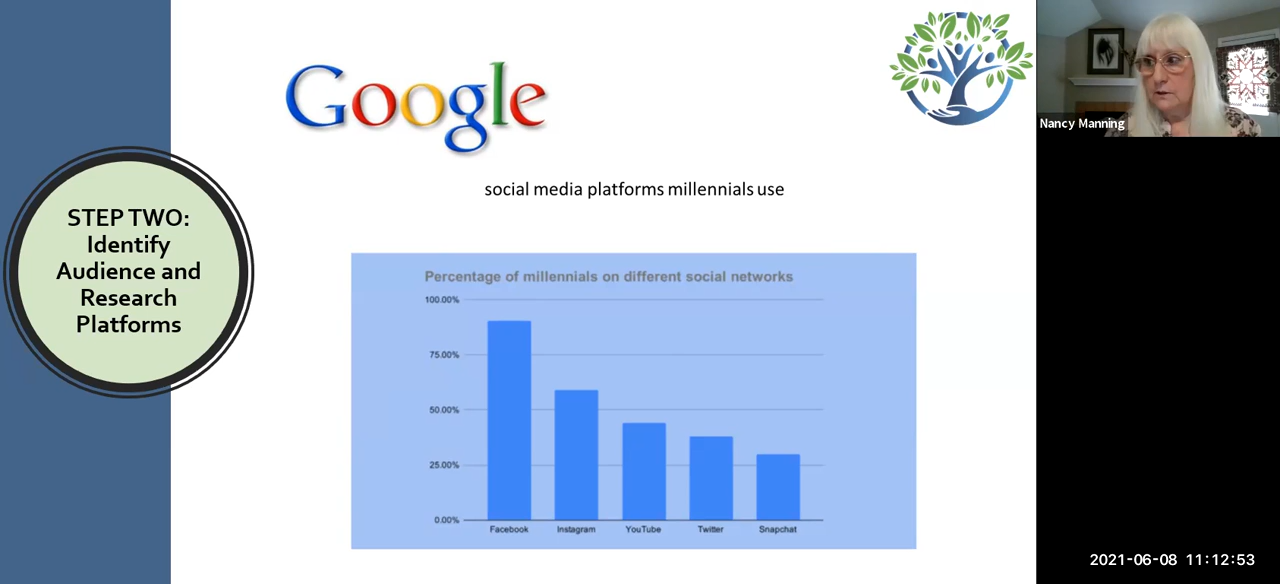 Google
social media platforms millennials use
STEP TWO:
Identify
Audience and
Research
Platforms
Percentage of millennials on different social networks
100.00%
75.00%
50.00%
25.00%
0.00%
Facebook Instagram YouTube Twitter Snapchat
Nancy Manning
2021-06-08 11:12:53